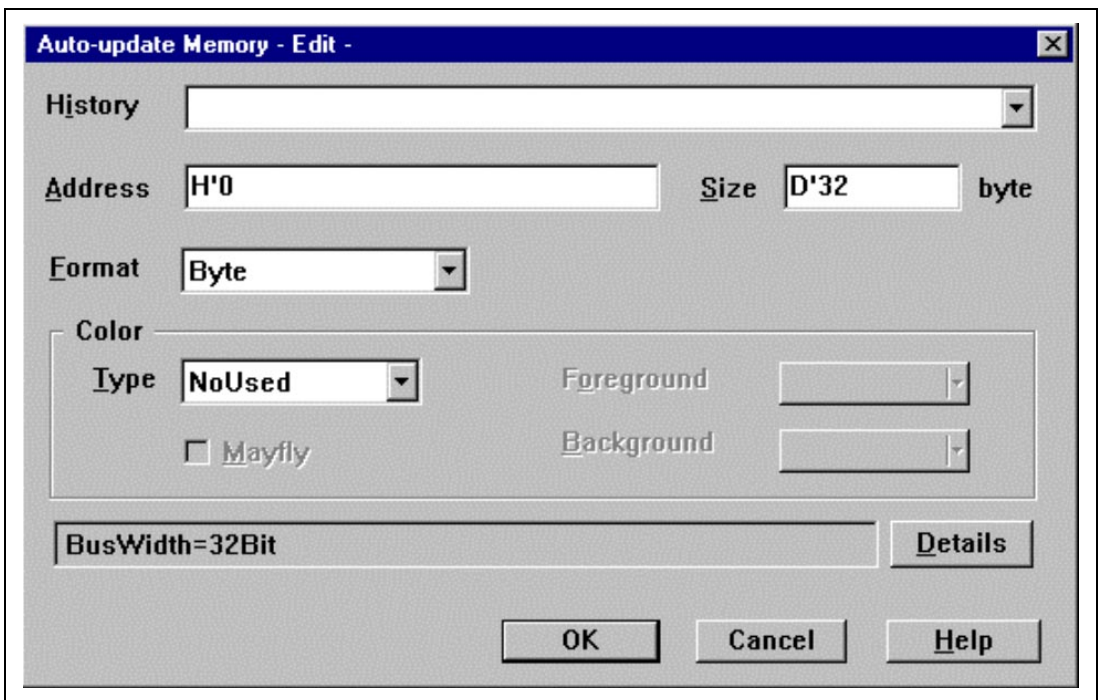 Auto-update Memory - Edit -
History
Address H'0 Size D'32 byte
Format Byte
Color
Type NoUsed Foreground
Mayfly Background
BusWidth=32Bit Details
OK Cancel Help